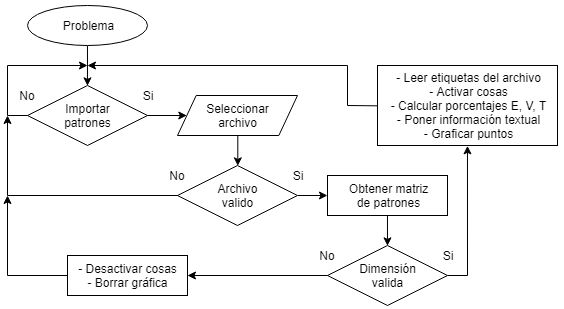 Problema
No
Si
Importar
patrones
Seleccionar
archivo
- Leer etiquetas del archivo
- Activar cosas
- Calcular porcentajes E, V, T
- Poner información textual
- Graficar puntos
No
Si
Archivo
valido
Obtener matriz
de patrones
No
Si
- Desactivar cosas
- Borrar gráfica
Dimensión
valida